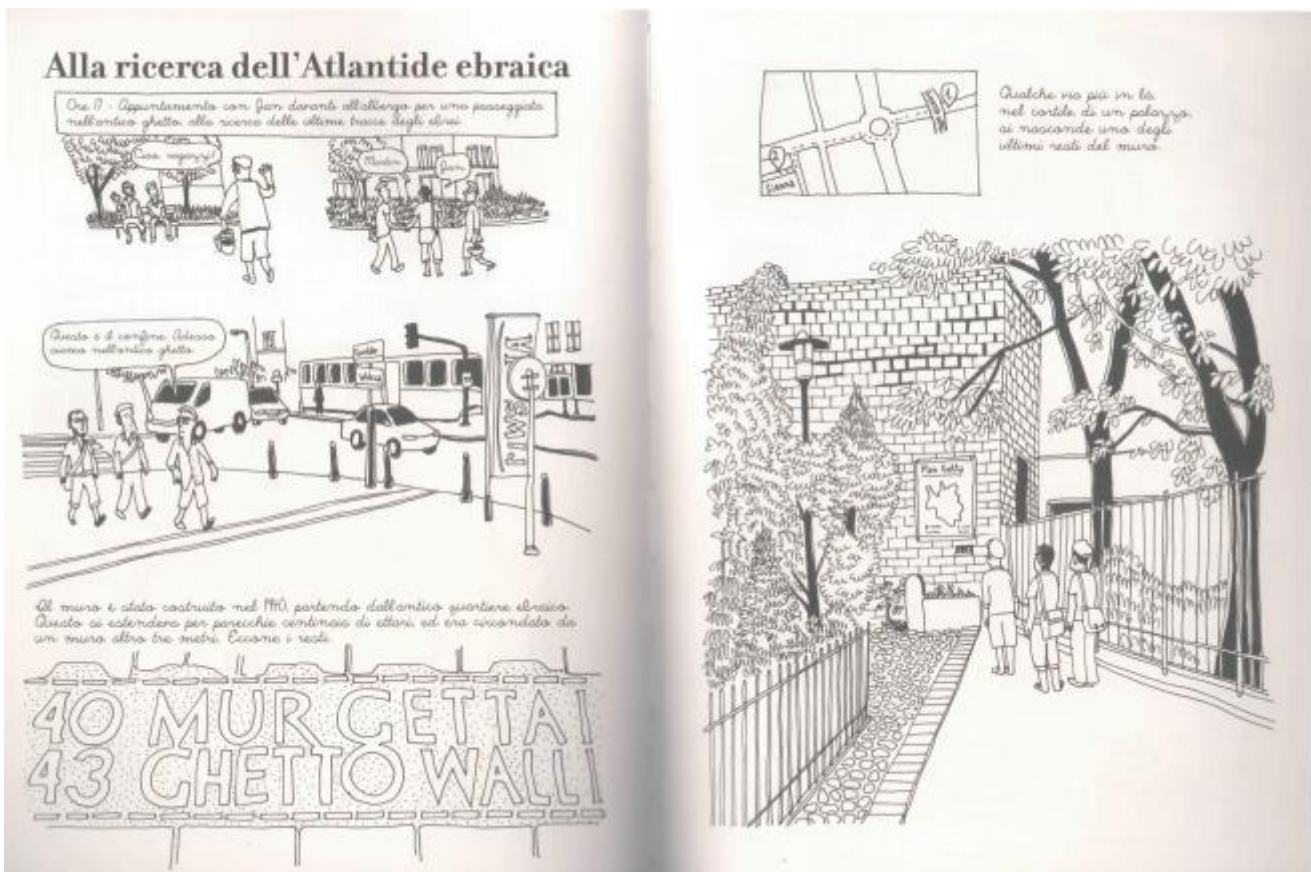 Alla ricerca dell'Atlantide ebraica
Ore 17 - Appuntamento con Jan davanti all'albergo per una passeggiata
nell'antico ghetto, alla ricerca delle ultime tracce degli ebrei.
Ciao, ragazzi!
Questo è il confine. Adesso
siamo nell'antico ghetto.
Il muro è stato costruito nel 1940, partendo dall'antico quartiere ebraico.
Questo si estendeva per parecchie centinaia di ettari, ed era circondato da
un muro alto tre metri. Eccone i resti.
40 MUR GETTA I
43 GHETTO WALL I
Qualche via più in là,
nel cortile di un palazzo,
si nasconde uno degli
ultimi resti del muro.
Sienna